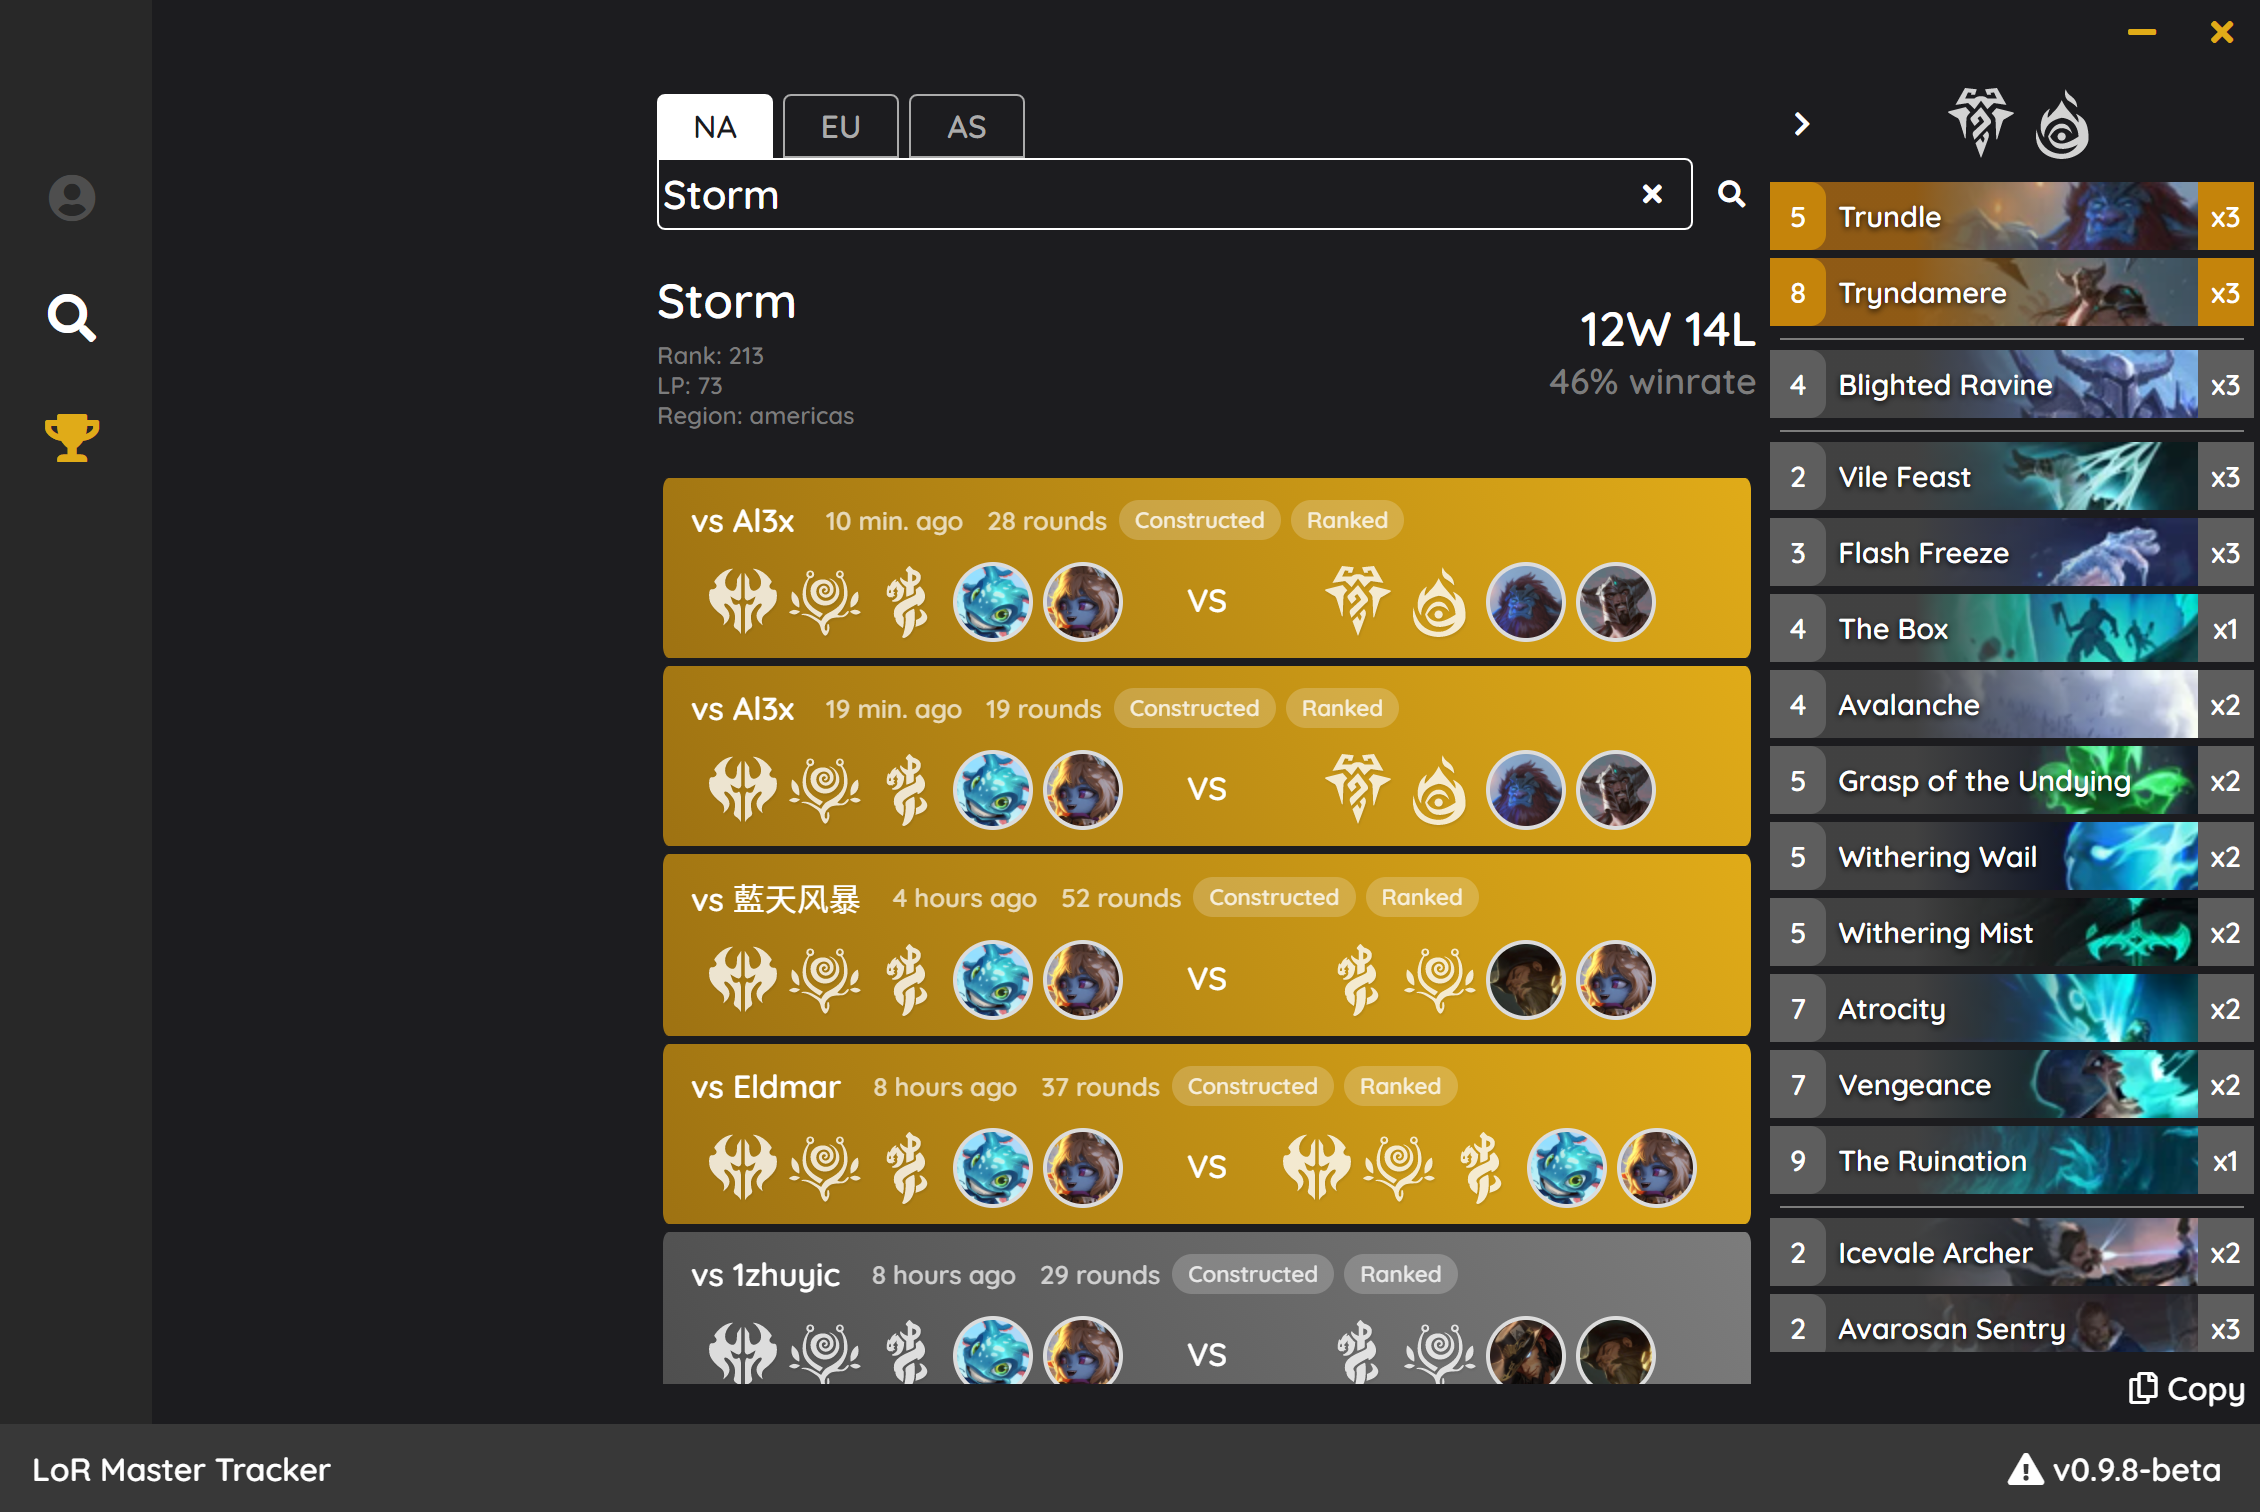 NA EU AS
Storm
Storm
Rank: 213
LP: 73
Region: americas
12W 14L
46% winrate
vs Al3x 10 min. ago 28 rounds Constructed Ranked
VS
vs Al3x 19 min. ago 19 rounds Constructed Ranked
VS
vs 藍天风暴 4 hours ago 52 rounds Constructed Ranked
VS
vs Eldmar 8 hours ago 37 rounds Constructed Ranked
VS
vs 1zhuyic 8 hours ago 29 rounds Constructed Ranked
VS
5 Trundle x3
8 Tryndamere x3
4 Blighted Ravine x3
2 Vile Feast x3
3 Flash Freeze x3
4 The Box x1
4 Avalanche x2
5 Grasp of the Undying x2
5 Withering Wail x2
5 Withering Mist x2
7 Atrocity x2
7 Vengeance x2
9 The Ruination x1
2 Icevale Archer x2
2 Avarosan Sentry x3
Copy
LoR Master Tracker
v0.9.8-beta